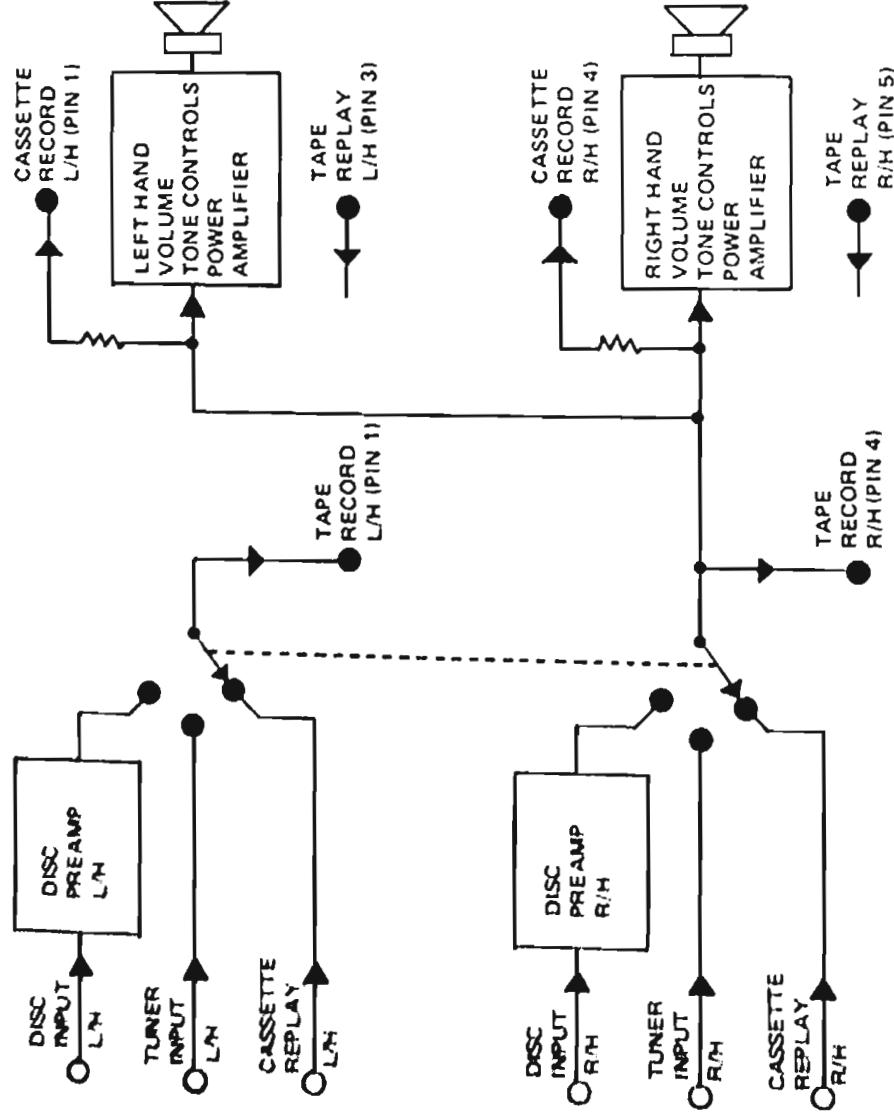 CASSETTE
RECORD
L/H (PIN 1)
LEFT HAND
VOLUME
TONE CONTROLS
POWER
AMPLIFIER
TAPE
REPLAY
L/H (PIN 3)
CASSETTE
RECORD
R/H (PIN 4)
RIGHT HAND
VOLUME
TONE CONTROLS
POWER
AMPLIFIER
TAPE
REPLAY
R/H (PIN 5)
TAPE
RECORD
L/H (PIN 1)
TAPE
RECORD
R/H (PIN 4)
DISC
PREAMP
L/H
DISC
PREAMP
R/H
DISC
INPUT
L/H
TUNER
INPUT
L/H
CASSETTE
REPLAY
L/H
DISC
INPUT
R/H
TUNER
INPUT
R/H
CASSETTE
REPLAY
R/H